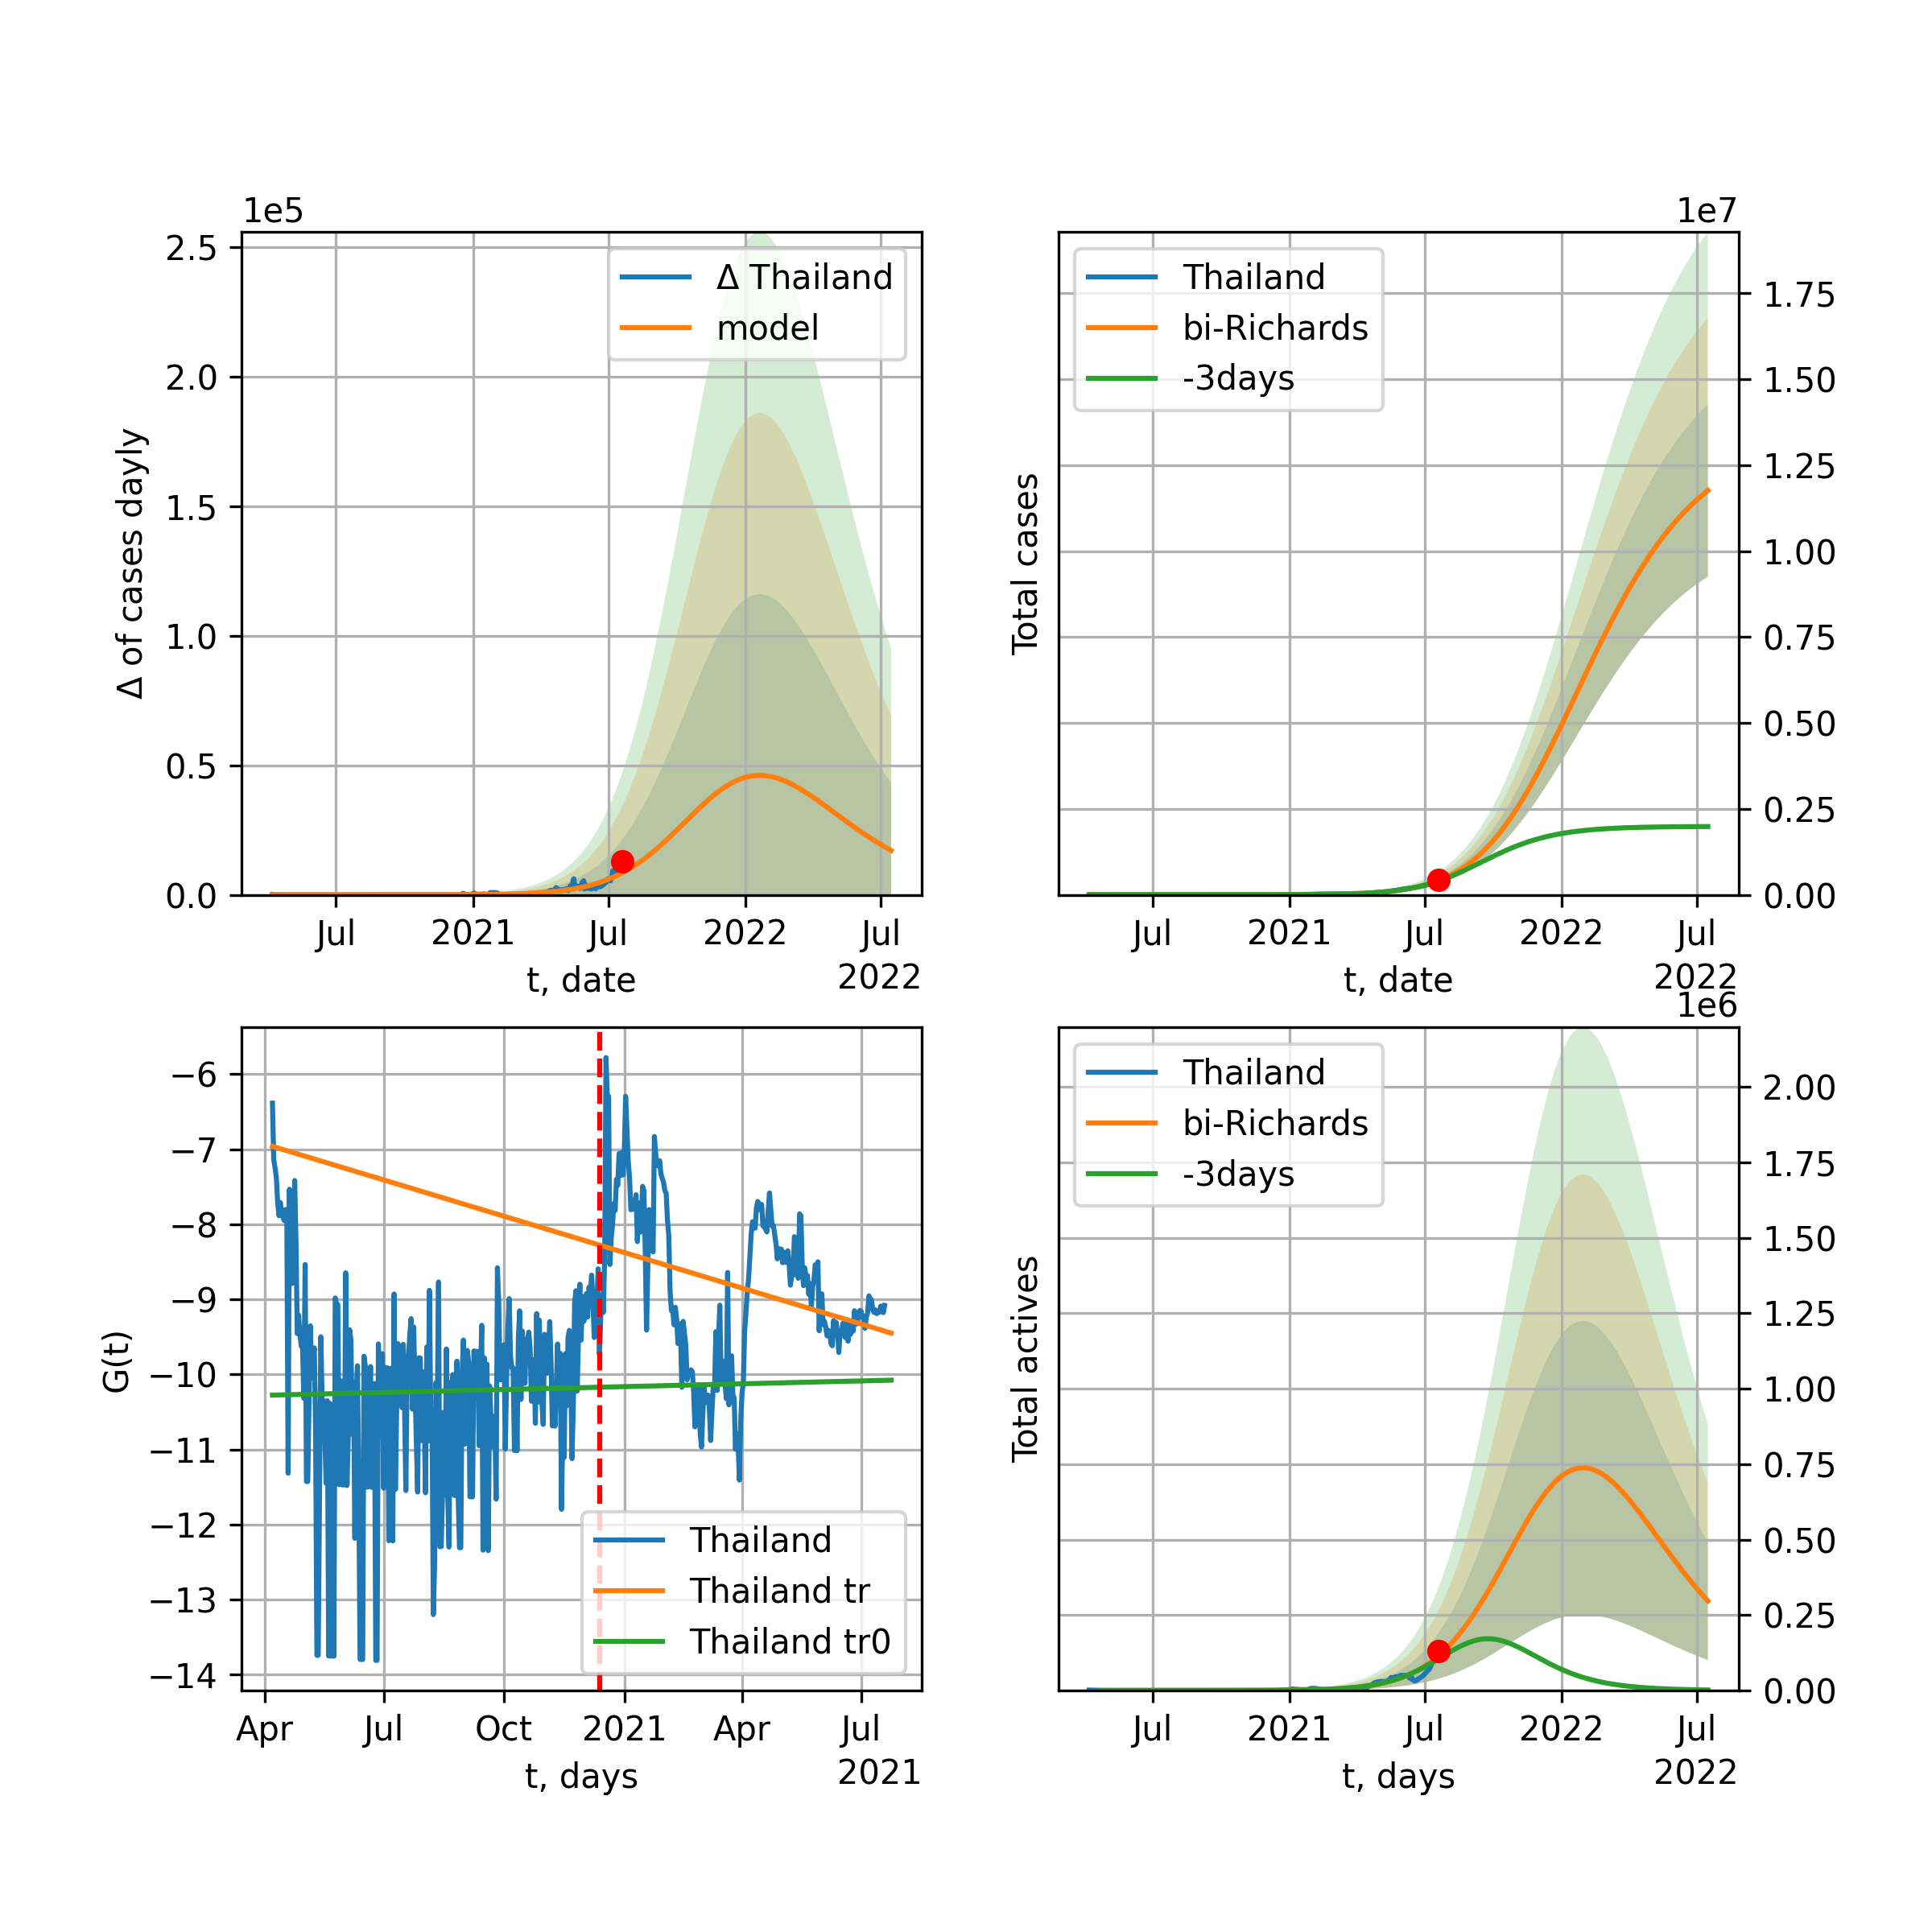 1e5
2.5
2.0
1.5
1.0
0.5
0.0
Δ of cases dayly
Δ Thailand
model
Jul
2021
Jul
2022
Jul
2022
t, date
1e7
Thailand
bi-Richards
-3days
Total cases
1.75
1.50
1.25
1.00
0.75
0.50
0.25
0.00
Jul
2021
Jul
2022
Jul
2022
t, date
−6
−7
−8
−9
−10
−11
−12
−13
−14
G(t)
Thailand
Thailand tr
Thailand tr0
Apr
Jul
Oct
2021
Apr
Jul
2021
t, days
1e6
Thailand
bi-Richards
-3days
Total actives
2.00
1.75
1.50
1.25
1.00
0.75
0.50
0.25
0.00
Jul
2021
Jul
2022
Jul
2022
t, days